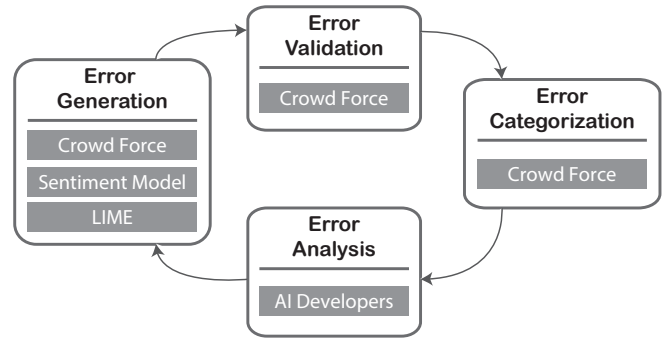 Error
Generation
Crowd Force
Sentiment Model
LIME
Error
Validation
Crowd Force
Error
Categorization
Crowd Force
Error
Analysis
AI Developers